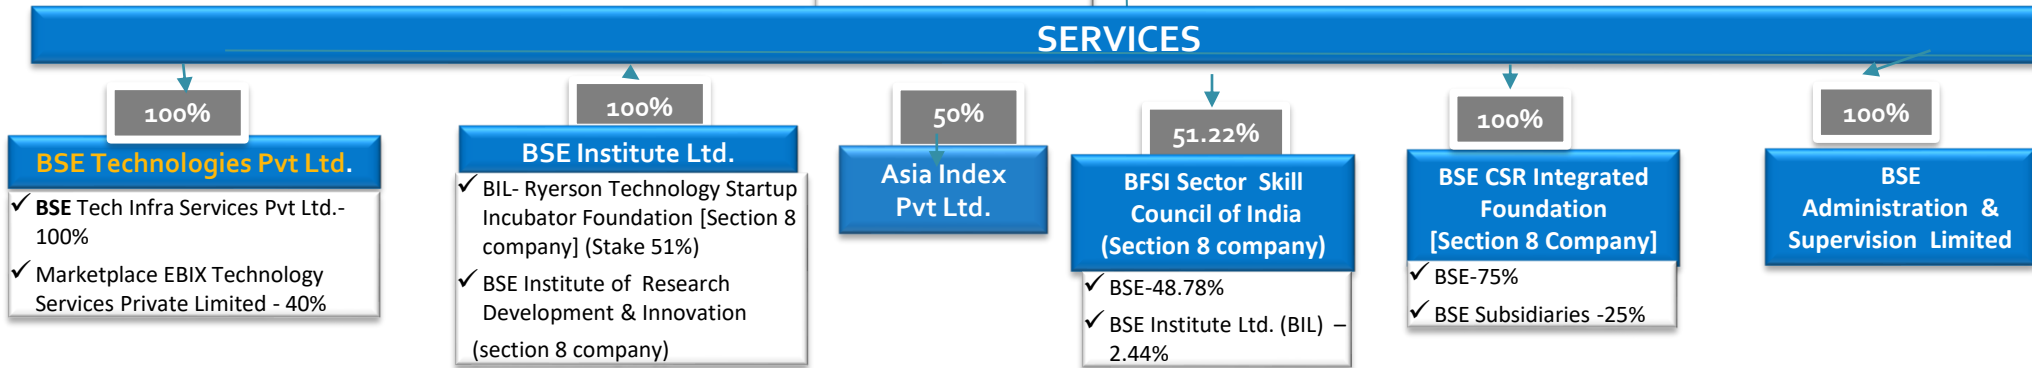 SERVICES
100%
BSE Technologies Pvt Ltd.
✓ BSE Tech Infra Services Pvt Ltd.-
100%
✓ Marketplace EBIX Technology
Services Private Limited - 40%
100%
BSE Institute Ltd.
✓ BIL- Ryerson Technology Startup
Incubator Foundation [Section 8
company] (Stake 51%)
✓ BSE Institute of Research
Development & Innovation
(section 8 company)
50%
Asia Index
Pvt Ltd.
51.22%
BFSI Sector Skill
Council of India
(Section 8 company)
✓ BSE-48.78%
✓ BSE Institute Ltd. (BIL) –
2.44%
100%
BSE CSR Integrated
Foundation
[Section 8 Company]
✓ BSE-75%
✓ BSE Subsidiaries -25%
100%
BSE
Administration &
Supervision Limited